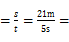 = s/t = 21m/5s =